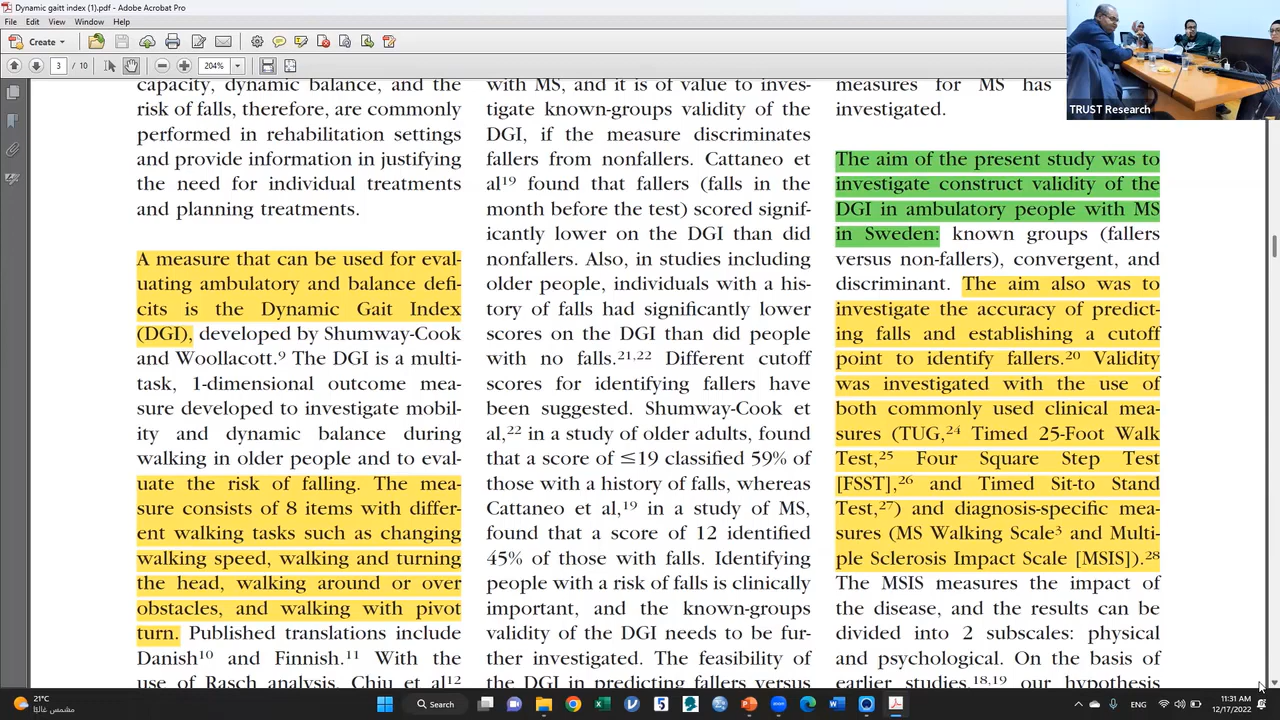 Dynamic gaitt index (1).pdf - Adobe Acrobat Pro
File Edit View Window Help
Create
3 / 10
204%
TRUST Research
capacity, dynamic balance, and the
risk of falls, therefore, are commonly
performed in rehabilitation settings
and provide information in justifying
the need for individual treatments
and planning treatments.
A measure that can be used for eval-
uating ambulatory and balance defi-
cits is the Dynamic Gait Index
(DGI), developed by Shumway-Cook
and Woollacott.9 The DGI is a multi-
task, 1-dimensional outcome mea-
sure developed to investigate mobil-
ity and dynamic balance during
walking in older people and to eval-
uate the risk of falling. The mea-
sure consists of 8 items with differ-
ent walking tasks such as changing
walking speed, walking and turning
the head, walking around or over
obstacles, and walking with pivot
turn. Published translations include
Danish10 and Finnish.11 With the
use of Rasch analysis, Chiu et al12
with MS, and it is of value to inves-
tigate known-groups validity of the
DGI, if the measure discriminates
fallers from nonfallers. Cattaneo et
al19 found that fallers (falls in the
month before the test) scored signif-
icantly lower on the DGI than did
nonfallers. Also, in studies including
older people, individuals with a his-
tory of falls had significantly lower
scores on the DGI than did people
with no falls.21,22 Different cutoff
scores for identifying fallers have
been suggested. Shumway-Cook et
al,22 in a study of older adults, found
that a score of ≤19 classified 59% of
those with a history of falls, whereas
Cattaneo et al,19 in a study of MS,
found that a score of 12 identified
45% of those with falls. Identifying
people with a risk of falls is clinically
important, and the known-groups
validity of the DGI needs to be fur-
ther investigated. The feasibility of
the DGI in predicting fallers versus
measures for MS has
investigated.
The aim of the present study was to
investigate construct validity of the
DGI in ambulatory people with MS
in Sweden: known groups (fallers
versus non-fallers), convergent, and
discriminant. The aim also was to
investigate the accuracy of predict-
ing falls and establishing a cutoff
point to identify fallers.20 Validity
was investigated with the use of
both commonly used clinical mea-
sures (TUG,24 Timed 25-Foot Walk
Test,25 Four Square Step Test
[FSST],26 and Timed Sit-to Stand
Test,27) and diagnosis-specific mea-
sures (MS Walking Scale3 and Multi-
ple Sclerosis Impact Scale [MSIS]).28
The MSIS measures the impact of
the disease, and the results can be
divided into 2 subscales: physical
and psychological. On the basis of
earlier studies,18,19 our hypothesis
21°C
مشمس غالبًا
Search
ENG
11:31 AM
12/17/2022